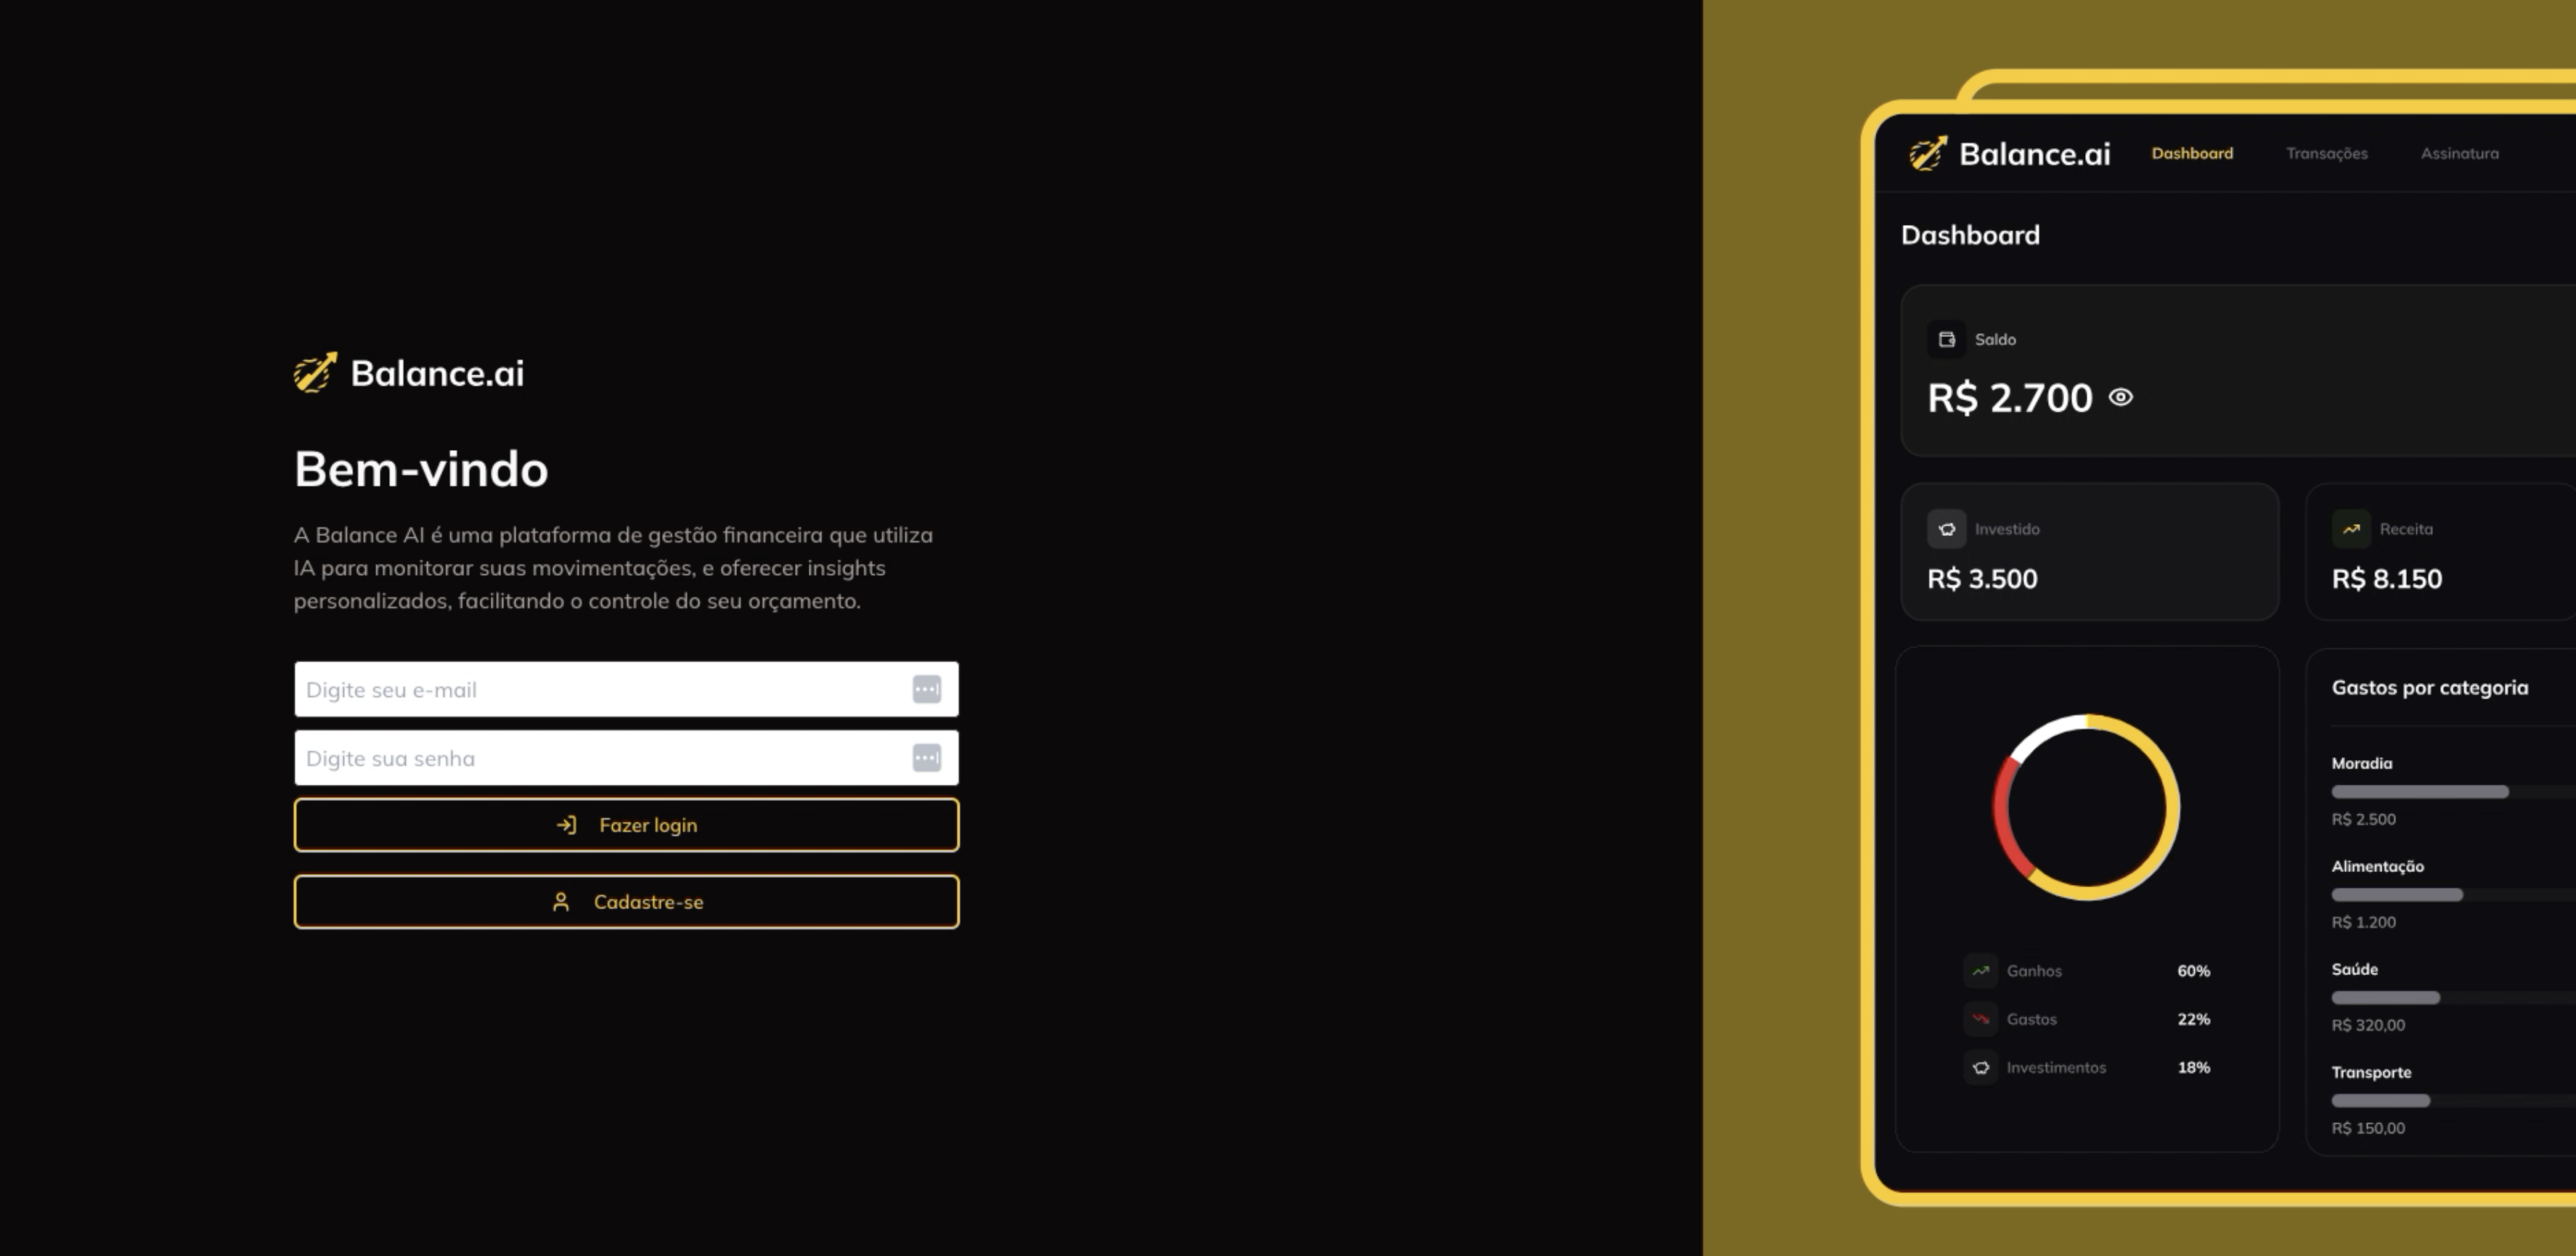 Balance.ai
Bem-vindo
A Balance AI é uma plataforma de gestão financeira que utiliza
IA para monitorar suas movimentações, e oferecer insights
personalizados, facilitando o controle do seu orçamento.
Digite seu e-mail
Digite sua senha
Fazer login
Cadastre-se
Balance.ai Dashboard Transações Assinatura
Dashboard
Saldo
R$ 2.700
Investido
R$ 3.500
Receita
R$ 8.150
Ganhos 60%
Gastos 22%
Investimentos 18%
Gastos por categoria
Moradia
R$ 2.500
Alimentação
R$ 1.200
Saúde
R$ 320,00
Transporte
R$ 150,00